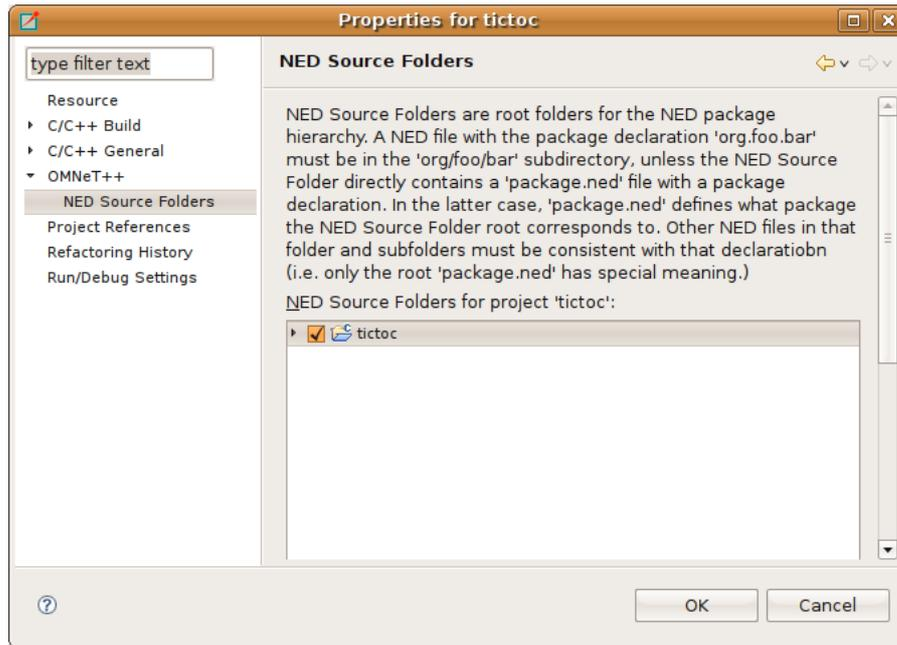 Properties for tictoc
type filter text
Resource
C/C++ Build
C/C++ General
OMNeT++
NED Source Folders
Project References
Refactoring History
Run/Debug Settings
NED Source Folders
NED Source Folders are root folders for the NED package
hierarchy. A NED file with the package declaration 'org.foo.bar'
must be in the 'org/foo/bar' subdirectory, unless the NED Source
Folder directly contains a 'package.ned' file with a package
declaration. In the latter case, 'package.ned' defines what package
the NED Source Folder root corresponds to. Other NED files in that
folder and subfolders must be consistent with that declaratiobn
(i.e. only the root 'package.ned' has special meaning.)
NED Source Folders for project 'tictoc':
tictoc
OK
Cancel